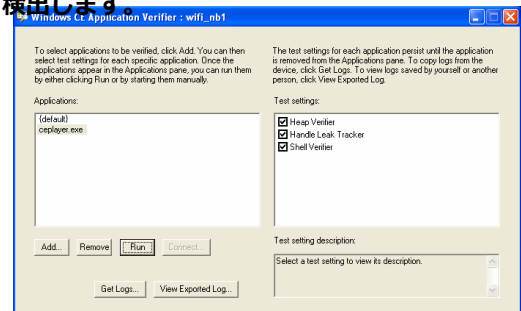 検出します。
Windows CE Application Verifier : wifi_nb1
To select applications to be verified, click Add. You can then
select test settings for each specific application. Once the
applications appear in the Applications pane, you can run them
by either clicking Run or by starting them manually.
The test settings for each application persist until the application
is removed from the Applications pane. To copy logs from the
device, click Get Logs. To view logs saved by yourself or another
person, click View Exported Log.
Applications:
{default}
ceplayer.exe
Test settings:
Heap Verifier
Handle Leak Tracker
Shell Verifier
Add... Remove Run Connect...
Test setting description:
Select a test setting to view its description.
Get Logs... View Exported Log...